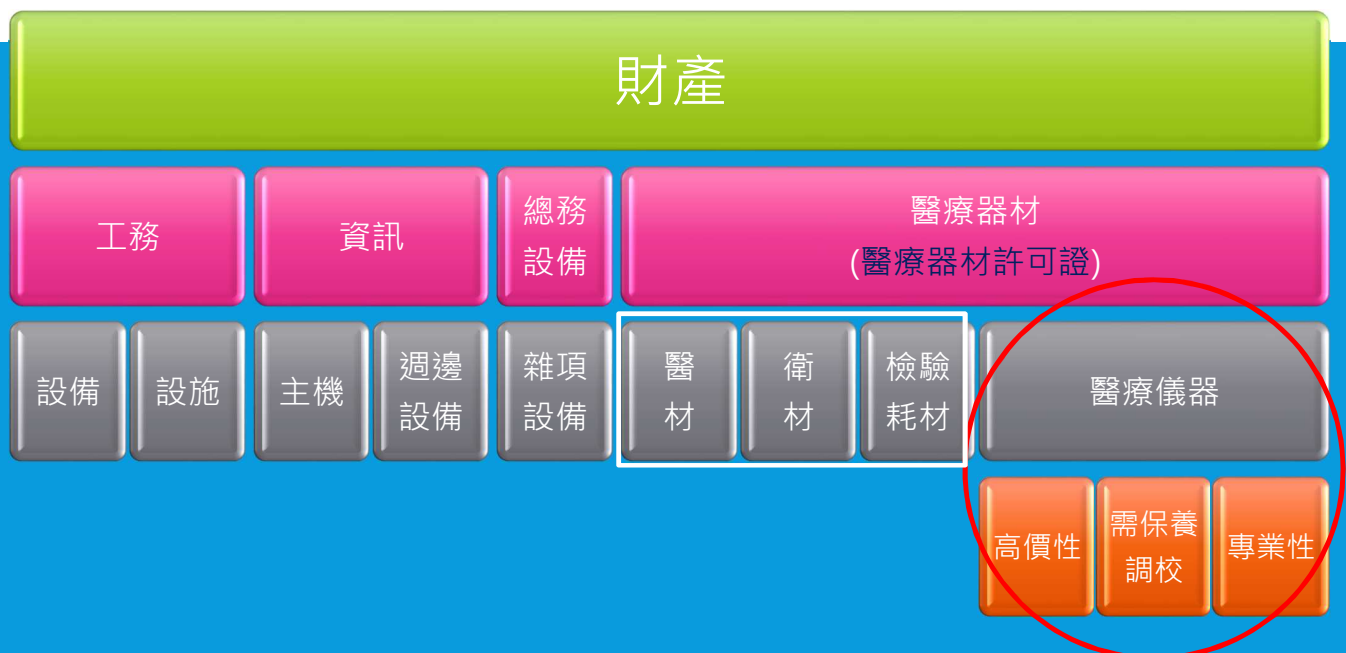 財產
工務
資訊
總務
設備
醫療器材
(醫療器材許可證)
設備
設施
主機
週邊
設備
雜項
設備
醫
材
衛
材
檢驗
耗材
醫療儀器
高價性
需保養
調校
專業性